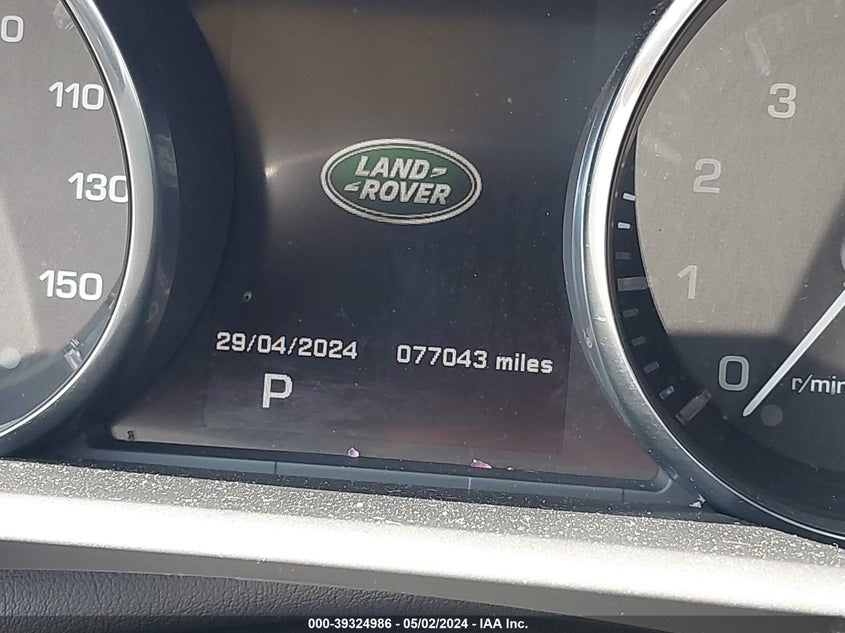 110
130
150
LAND-
-ROVER
29/04/2024 077043 miles
P
3
2
1
0
r/min
000-39324986 - 05/02/2024 - IAA Inc.